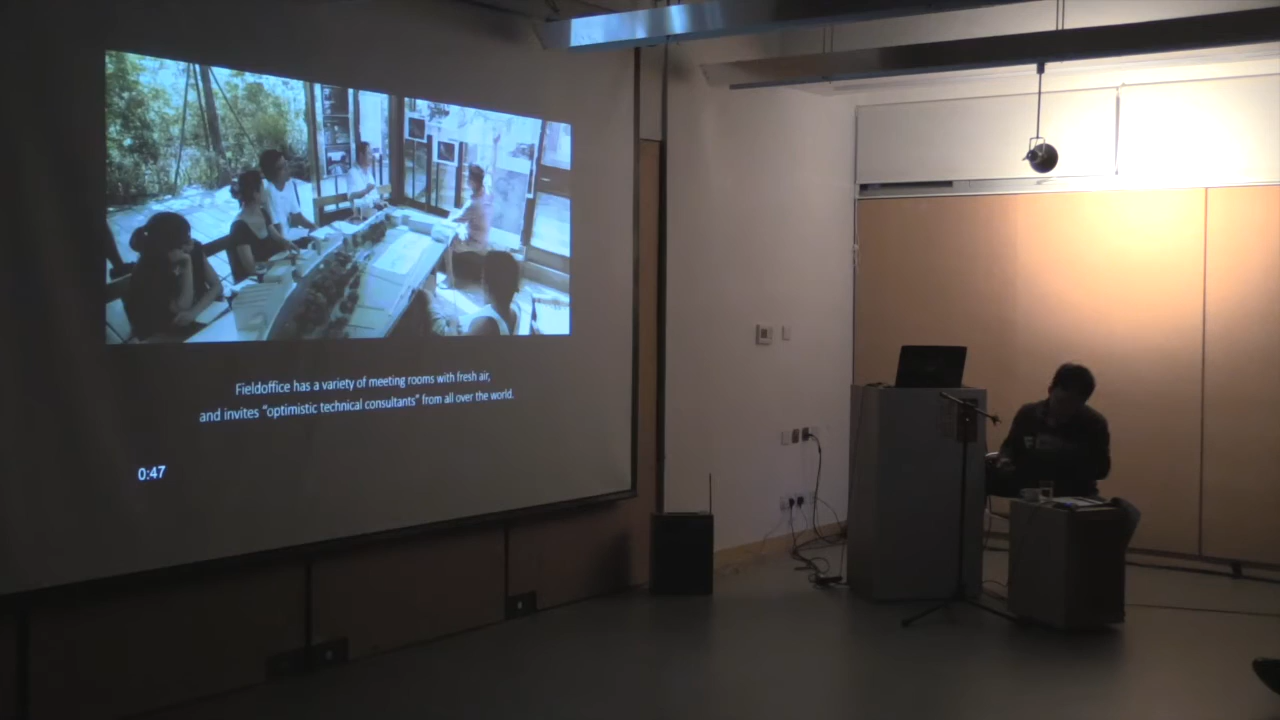 Fieldoffice has a variety of meeting rooms with fresh air,
and invites “optimistic technical consultants” from all over the world.
0:47